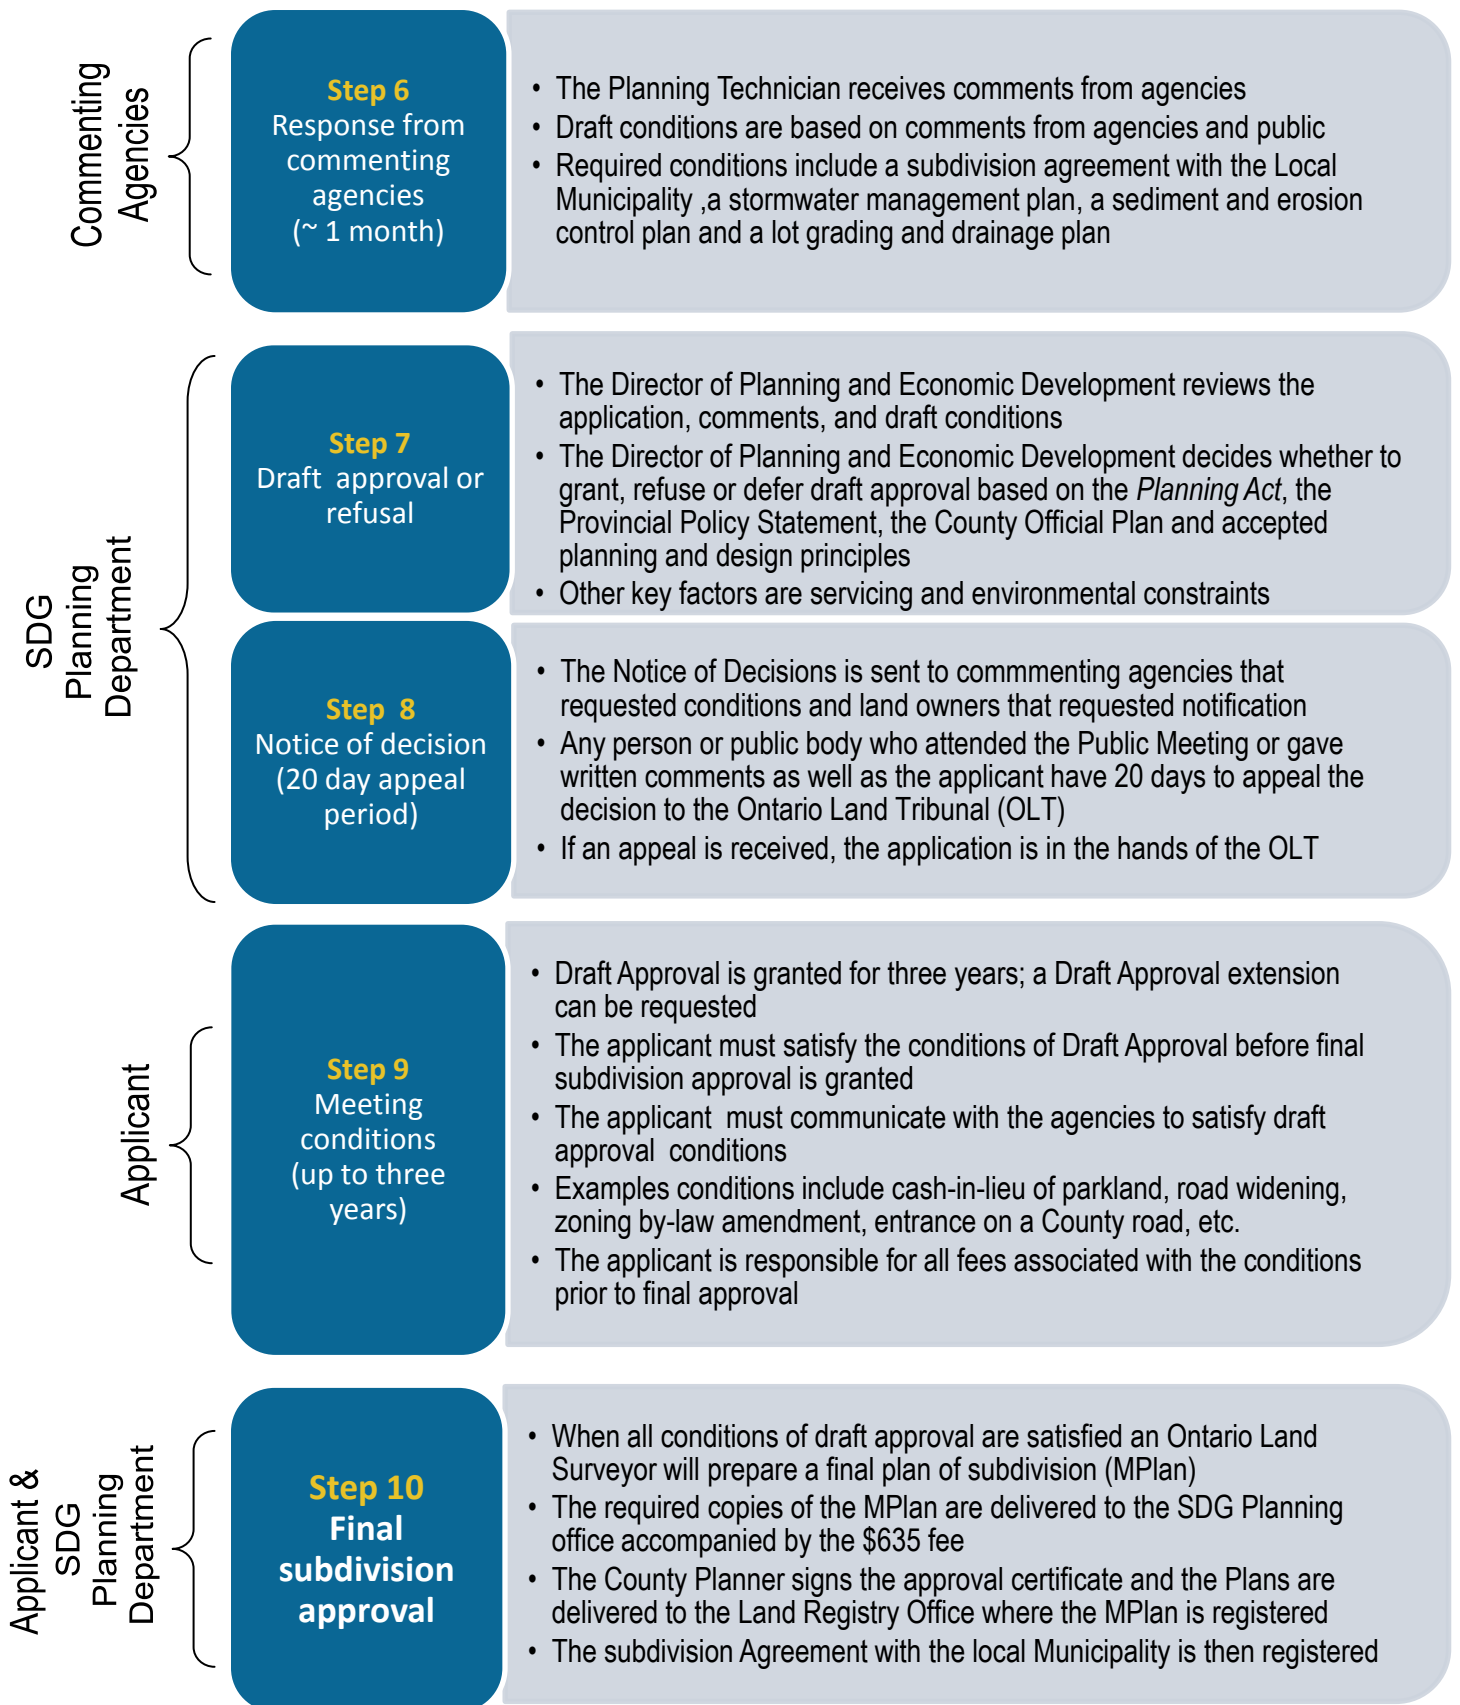 Commenting
Agencies
Step 6
Response from
commenting
agencies
(~ 1 month)
• The Planning Technician receives comments from agencies
• Draft conditions are based on comments from agencies and public
• Required conditions include a subdivision agreement with the Local
Municipality ,a stormwater management plan, a sediment and erosion
control plan and a lot grading and drainage plan
SDG
Planning
Department
Step 7
Draft approval or
refusal
• The Director of Planning and Economic Development reviews the
application, comments, and draft conditions
• The Director of Planning and Economic Development decides whether to
grant, refuse or defer draft approval based on the Planning Act, the
Provincial Policy Statement, the County Official Plan and accepted
planning and design principles
• Other key factors are servicing and environmental constraints
Step 8
Notice of decision
(20 day appeal
period)
• The Notice of Decisions is sent to commmenting agencies that
requested conditions and land owners that requested notification
• Any person or public body who attended the Public Meeting or gave
written comments as well as the applicant have 20 days to appeal the
decision to the Ontario Land Tribunal (OLT)
• If an appeal is received, the application is in the hands of the OLT
Applicant
Step 9
Meeting
conditions
(up to three
years)
• Draft Approval is granted for three years; a Draft Approval extension
can be requested
• The applicant must satisfy the conditions of Draft Approval before final
subdivision approval is granted
• The applicant must communicate with the agencies to satisfy draft
approval conditions
• Examples conditions include cash-in-lieu of parkland, road widening,
zoning by-law amendment, entrance on a County road, etc.
• The applicant is responsible for all fees associated with the conditions
prior to final approval
Applicant &
SDG
Planning
Department
Step 10
Final
subdivision
approval
• When all conditions of draft approval are satisfied an Ontario Land
Surveyor will prepare a final plan of subdivision (MPlan)
• The required copies of the MPlan are delivered to the SDG Planning
office accompanied by the $635 fee
• The County Planner signs the approval certificate and the Plans are
delivered to the Land Registry Office where the MPlan is registered
• The subdivision Agreement with the local Municipality is then registered